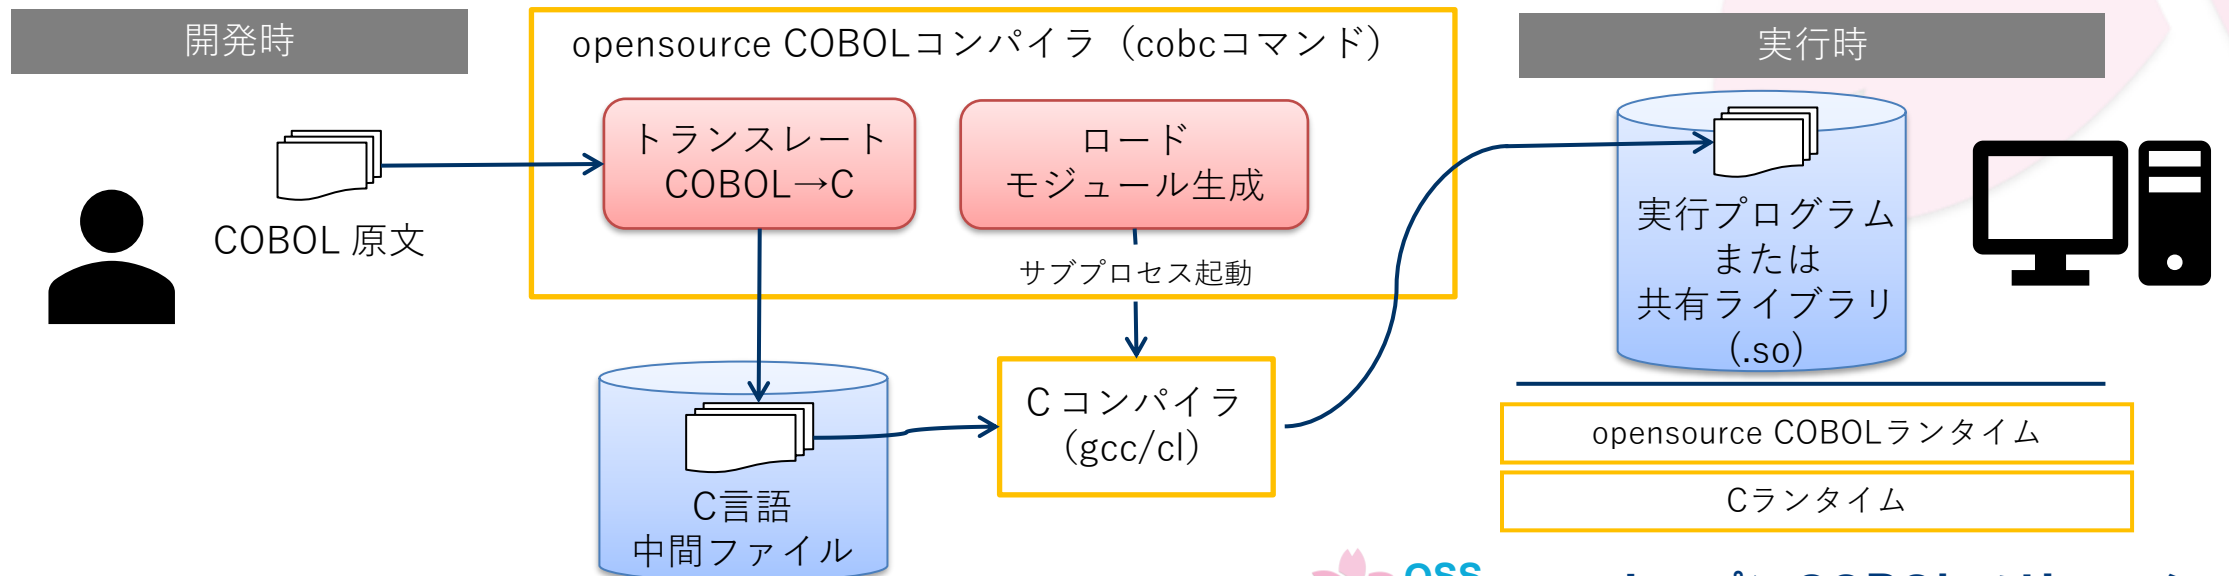 開発時
opensource COBOLコンパイラ（cobcコマンド）
実行時
トランスレート
COBOL→C
ロード
モジュール生成
COBOL 原文
サブプロセス起動
実行プログラム
または
共有ライブラリ
(.so)
C コンパイラ
(gcc/cl)
opensource COBOLランタイム
Cランタイム
C言語
中間ファイル
OSS